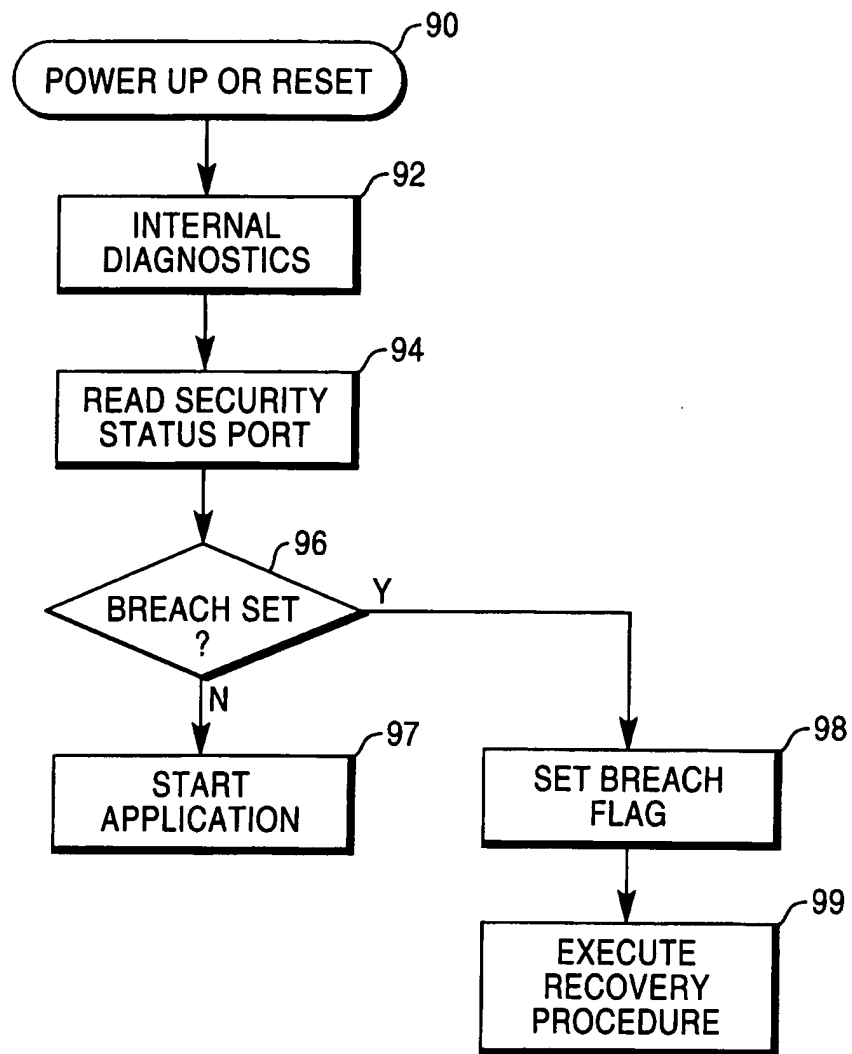 90
POWER UP OR RESET
92
INTERNAL
DIAGNOSTICS
94
READ SECURITY
STATUS PORT
96
BREACH SET
?
Y
N
97
START
APPLICATION
98
SET BREACH
FLAG
99
EXECUTE
RECOVERY
PROCEDURE